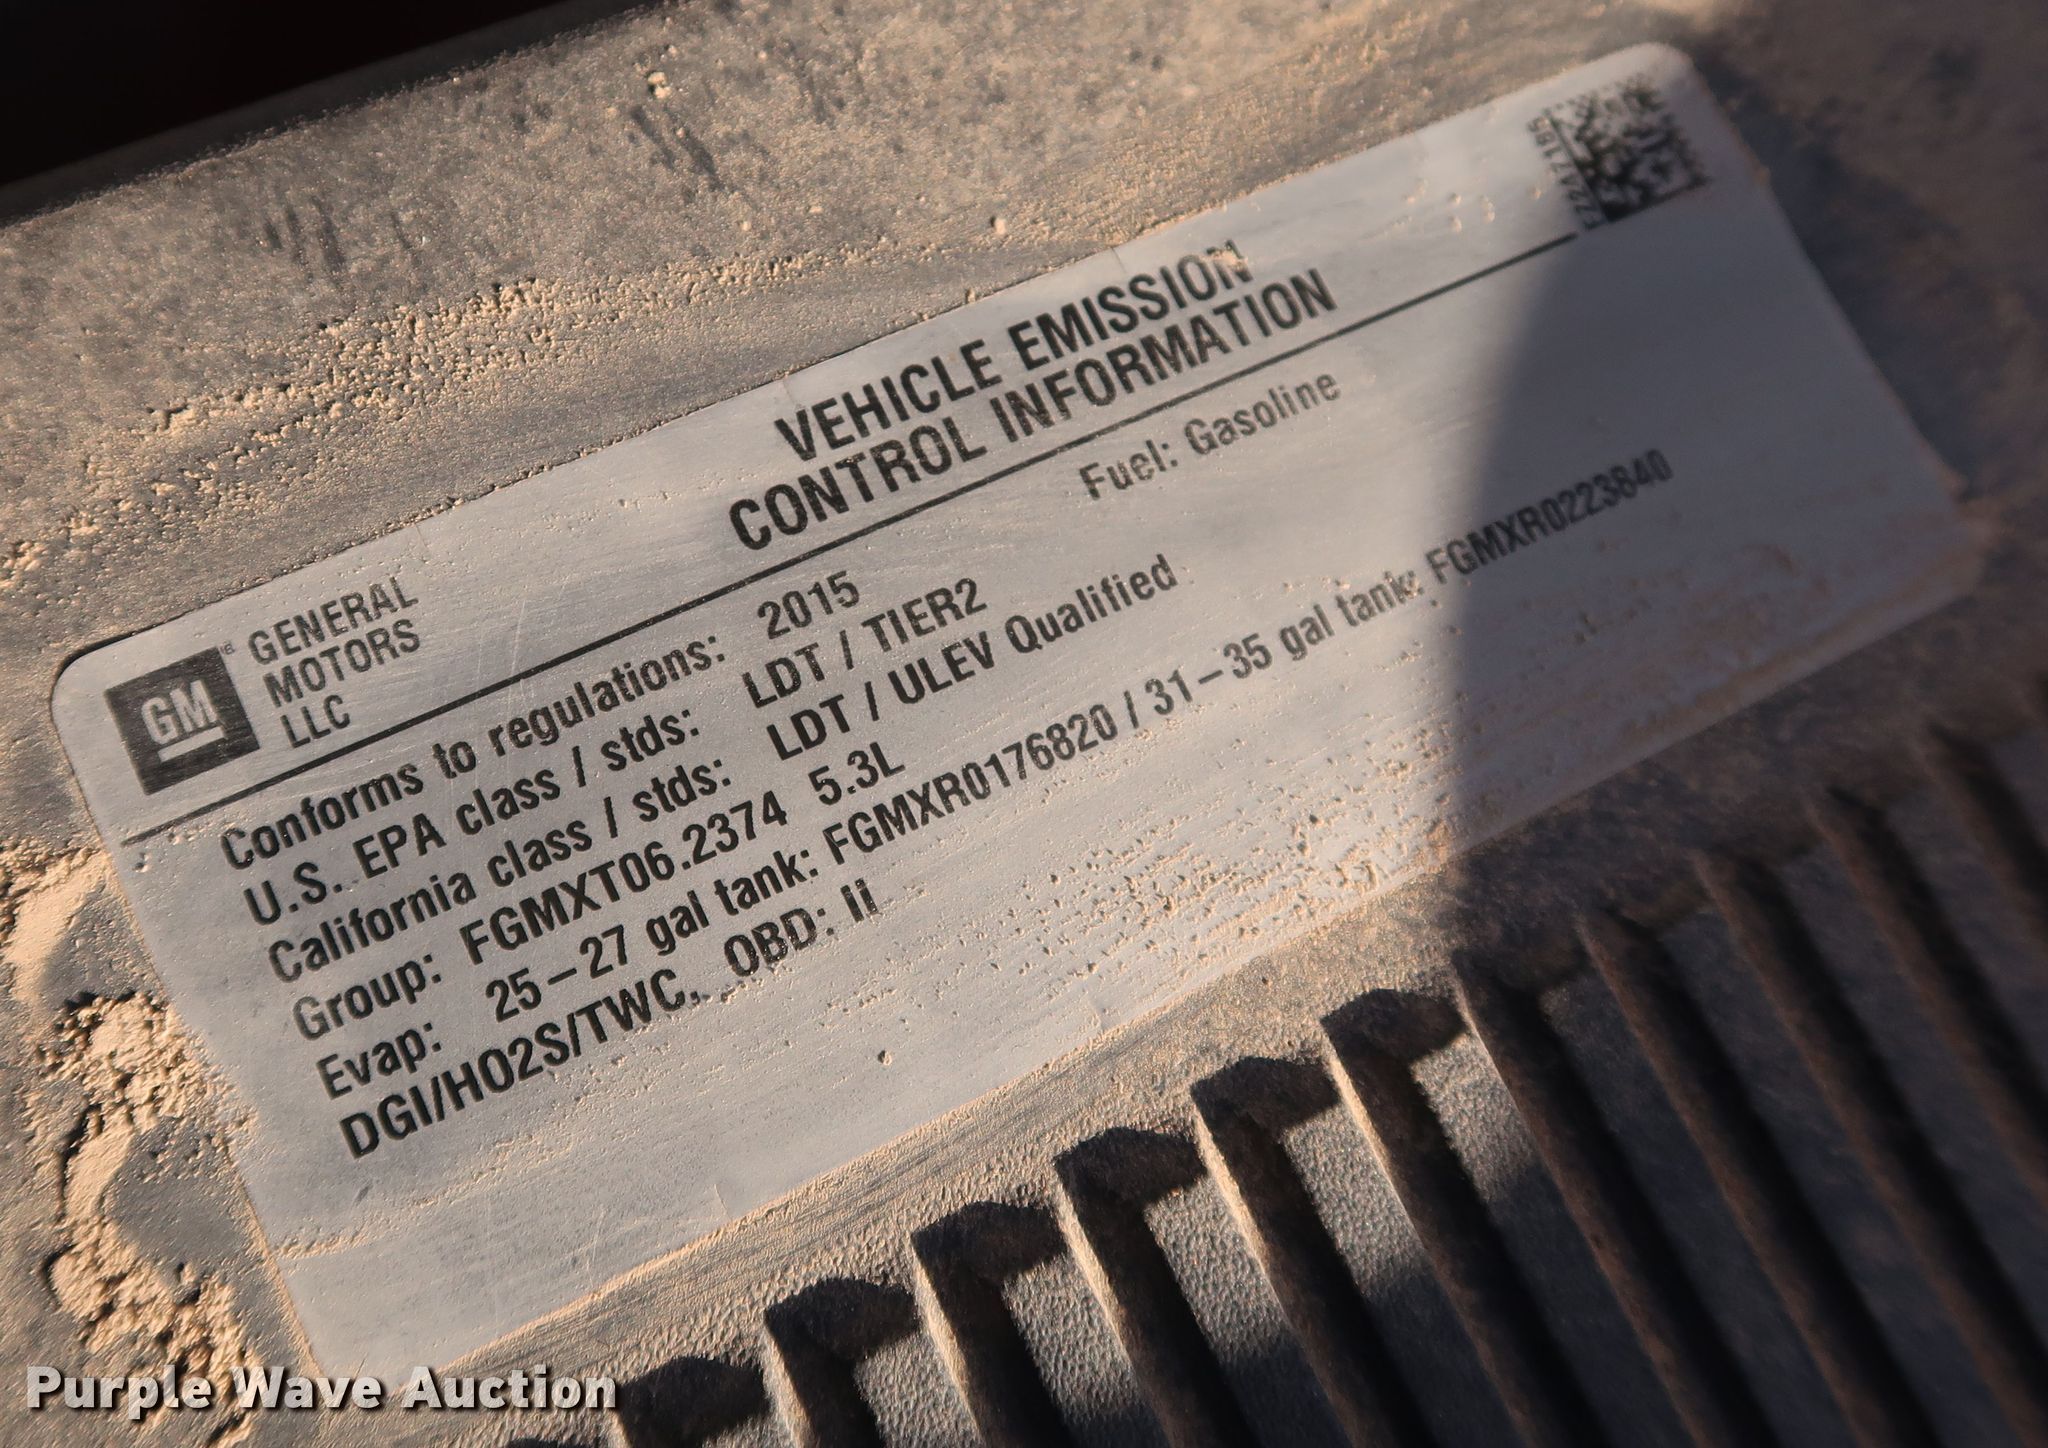 12247185
GM
GENERAL
MOTORS
LLC
VEHICLE EMISSION
CONTROL INFORMATION
Conforms to regulations: 2015 Fuel: Gasoline
U.S. EPA class / stds: LDT / TIER2
California class / stds: LDT / ULEV Qualified
Group: FGMXT06.2374 5.3L
Evap: 25-27 gal tank: FGMXR0176820 / 31-35 gal tank: FGMXR0223840
DGI/HO2S/TWC, OBD: II
Purple Wave Auction